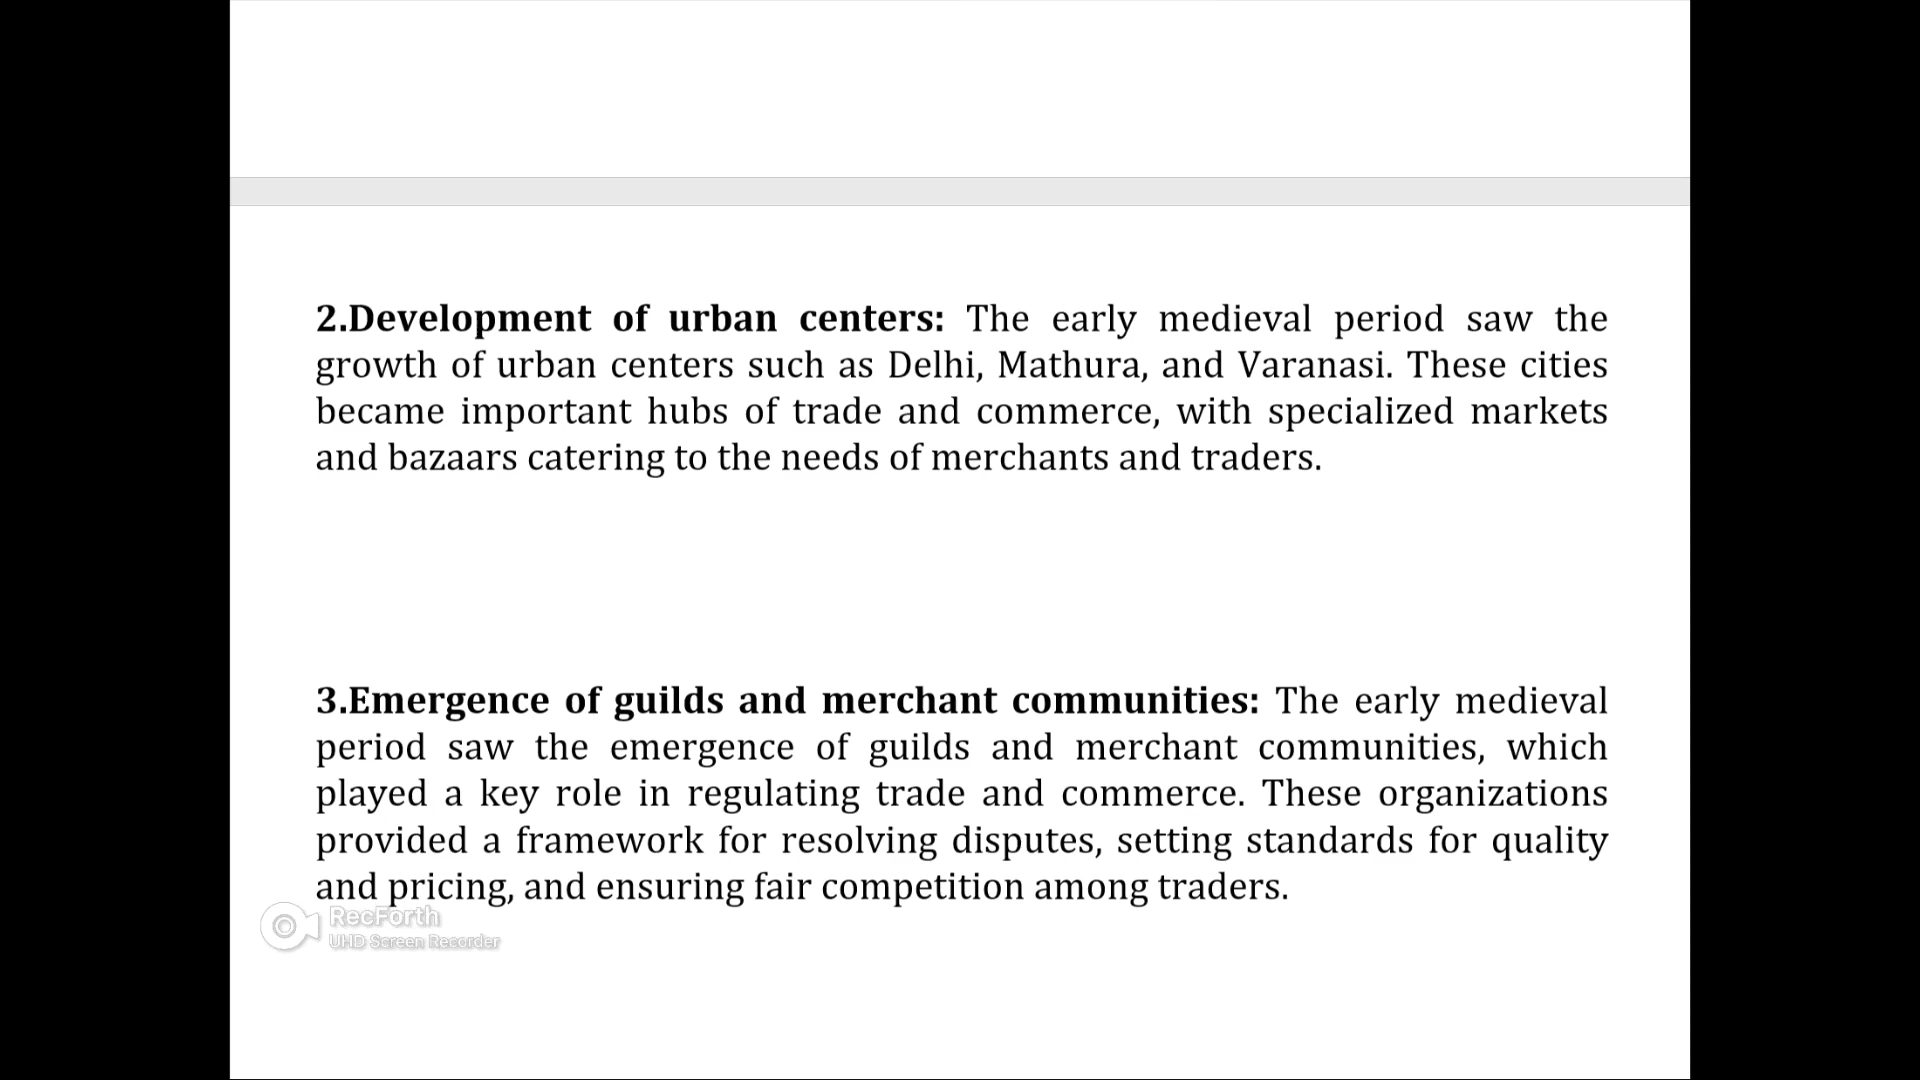 2.Development of urban centers: The early medieval period saw the
growth of urban centers such as Delhi, Mathura, and Varanasi. These cities
became important hubs of trade and commerce, with specialized markets
and bazaars catering to the needs of merchants and traders.
3.Emergence of guilds and merchant communities: The early medieval
period saw the emergence of guilds and merchant communities, which
played a key role in regulating trade and commerce. These organizations
provided a framework for resolving disputes, setting standards for quality
and pricing, and ensuring fair competition among traders.
RecForth
UHD Screen Recorder